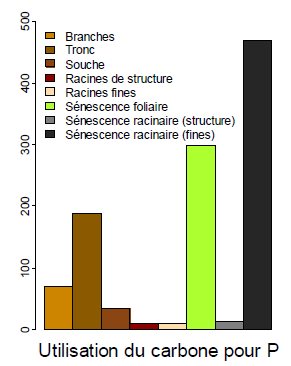 500
400
300
200
100
0
Branches
Tronc
Souche
Racines de structure
Racines fines
Sénescence foliaire
Sénescence racinaire (structure)
Sénescence racinaire (fines)
Utilisation du carbone pour P